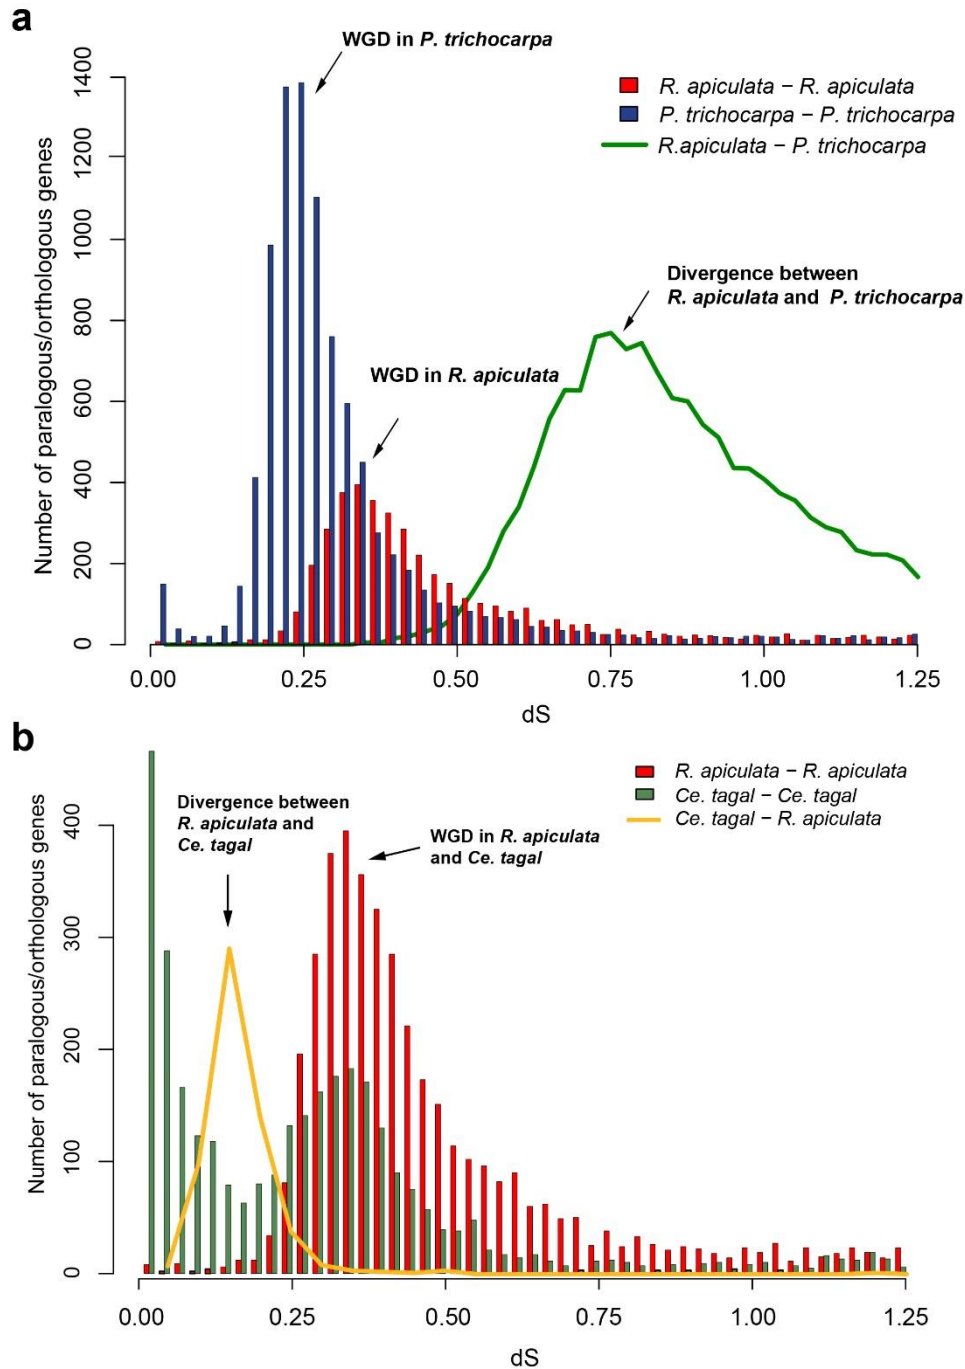 a
WGD in P. trichocarpa
R. apiculata − R. apiculata
P. trichocarpa − P. trichocarpa
R.apiculata − P. trichocarpa
Divergence between
R. apiculata and P. trichocarpa
WGD in R. apiculata
Number of paralogous/orthologous genes
1400
1200
1000
800
600
400
200
0
0.00 0.25 0.50 0.75 1.00 1.25
dS
b
R. apiculata − R. apiculata
Ce. tagal − Ce. tagal
Ce. tagal − R. apiculata
Divergence between
R. apiculata and
Ce. tagal
WGD in R. apiculata
and Ce. tagal
Number of paralogous/orthologous genes
400
300
200
100
0
0.00 0.25 0.50 0.75 1.00 1.25
dS